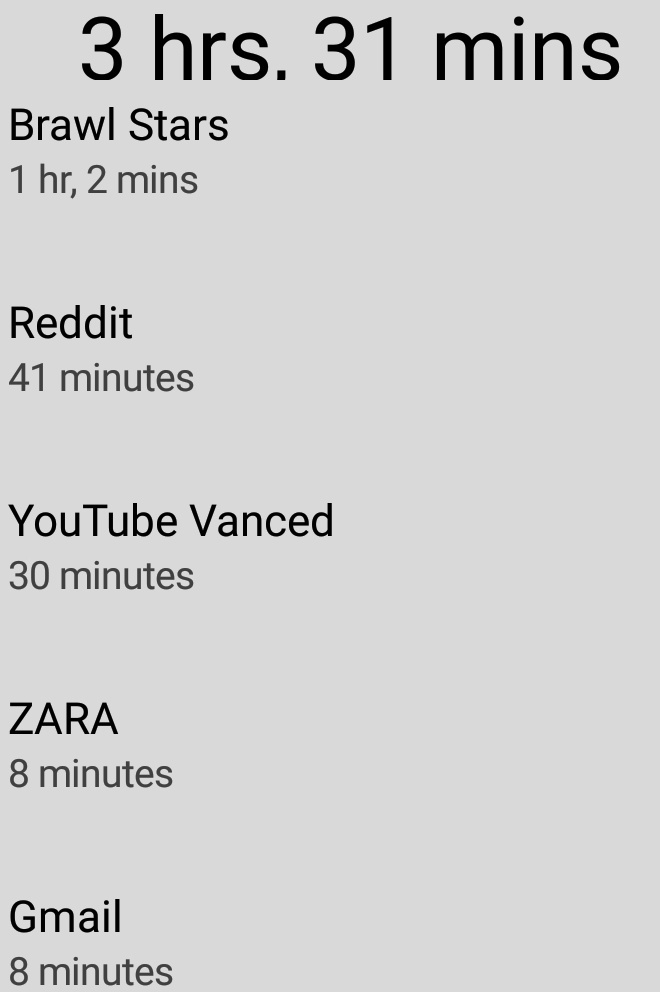 3 hrs. 31 mins
Brawl Stars
1 hr, 2 mins
Reddit
41 minutes
YouTube Vanced
30 minutes
ZARA
8 minutes
Gmail
8 minutes